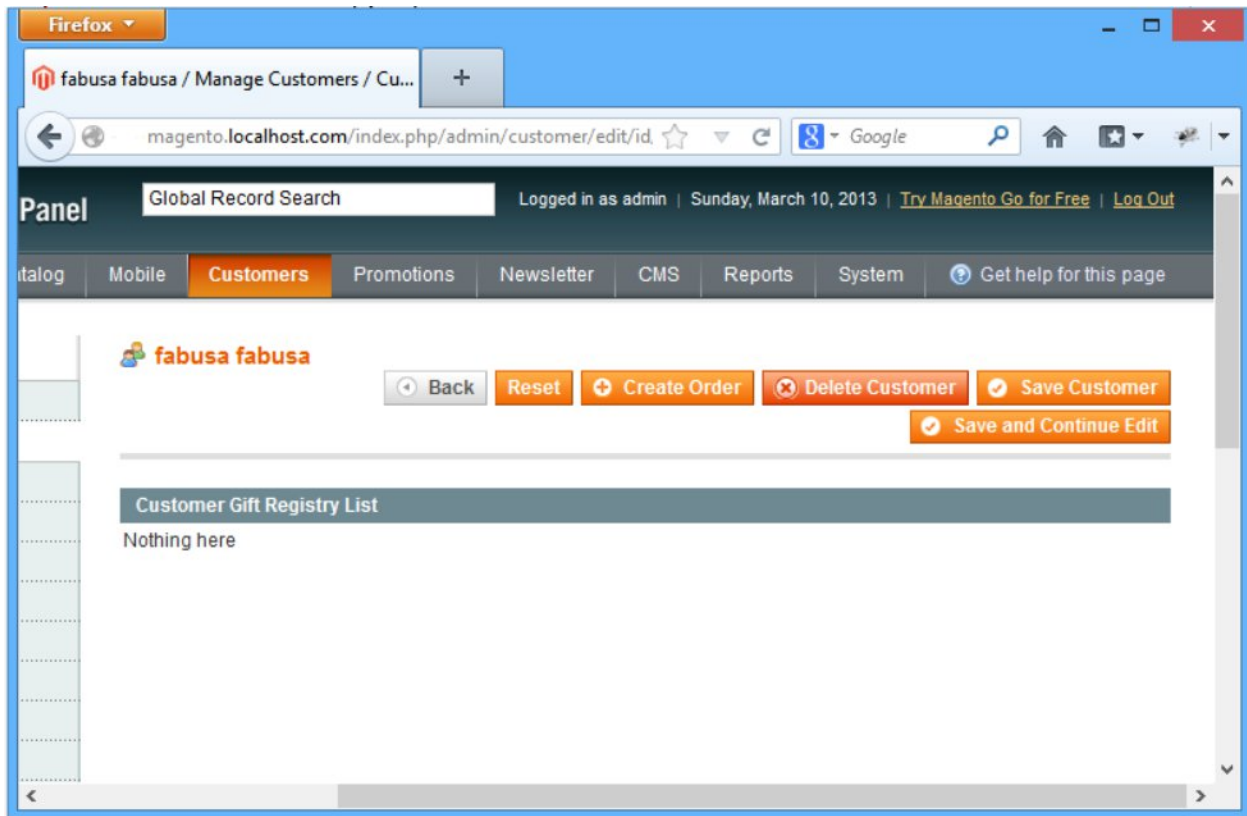 Firefox
fabusa fabusa / Manage Customers / Cu...
magento.localhost.com/index.php/admin/customer/edit/id,
8 Google
Panel
Global Record Search
Logged in as admin | Sunday, March 10, 2013 | Try Magento Go for Free | Log Out
talog Mobile Customers Promotions Newsletter CMS Reports System Get help for this page
fabusa fabusa
Back Reset Create Order Delete Customer Save Customer
Save and Continue Edit
Customer Gift Registry List
Nothing here